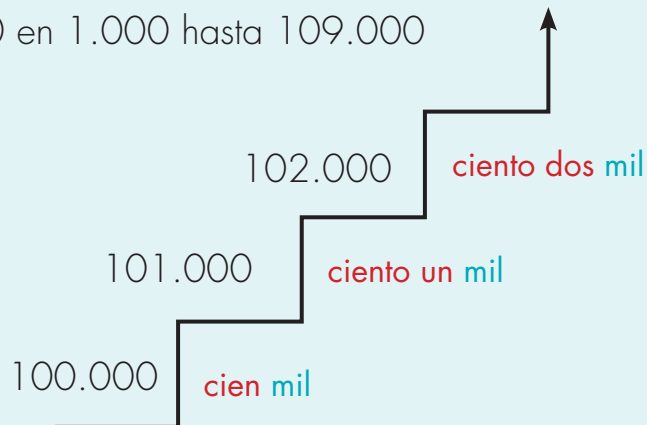 en 1.000 hasta 109.000
102.000 ciento dos mil
101.000 ciento un mil
100.000 cien mil